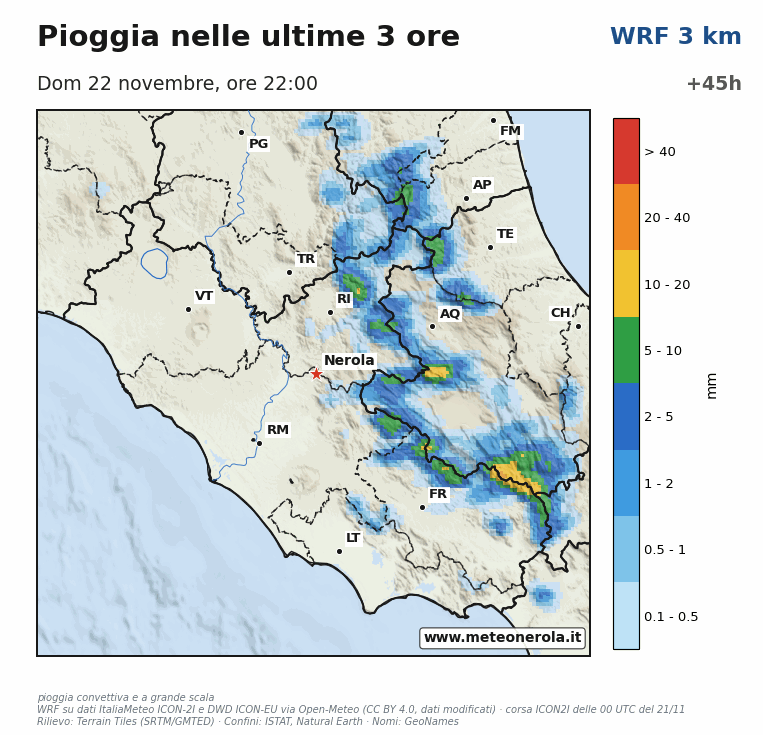 Pioggia nelle ultime 3 ore
WRF 3 km
Dom 22 novembre, ore 22:00
+45h
FM
PG
> 40
AP
20 - 40
TE
TR
10 - 20
VT
RI
AQ
CH
5 - 10
Nerola
mm
2 - 5
RM
1 - 2
FR
0.5 - 1
LT
0.1 - 0.5
www.meteonerola.it
pioggia convettiva e a grande scala
WRF su dati ItaliaMeteo ICON-2I e DWD ICON-EU via Open-Meteo (CC BY 4.0, dati modificati) · corsa ICON2I delle 00 UTC del 21/11
Rilievo: Terrain Tiles (SRTM/GMTED) · Confini: ISTAT, Natural Earth · Nomi: GeoNames